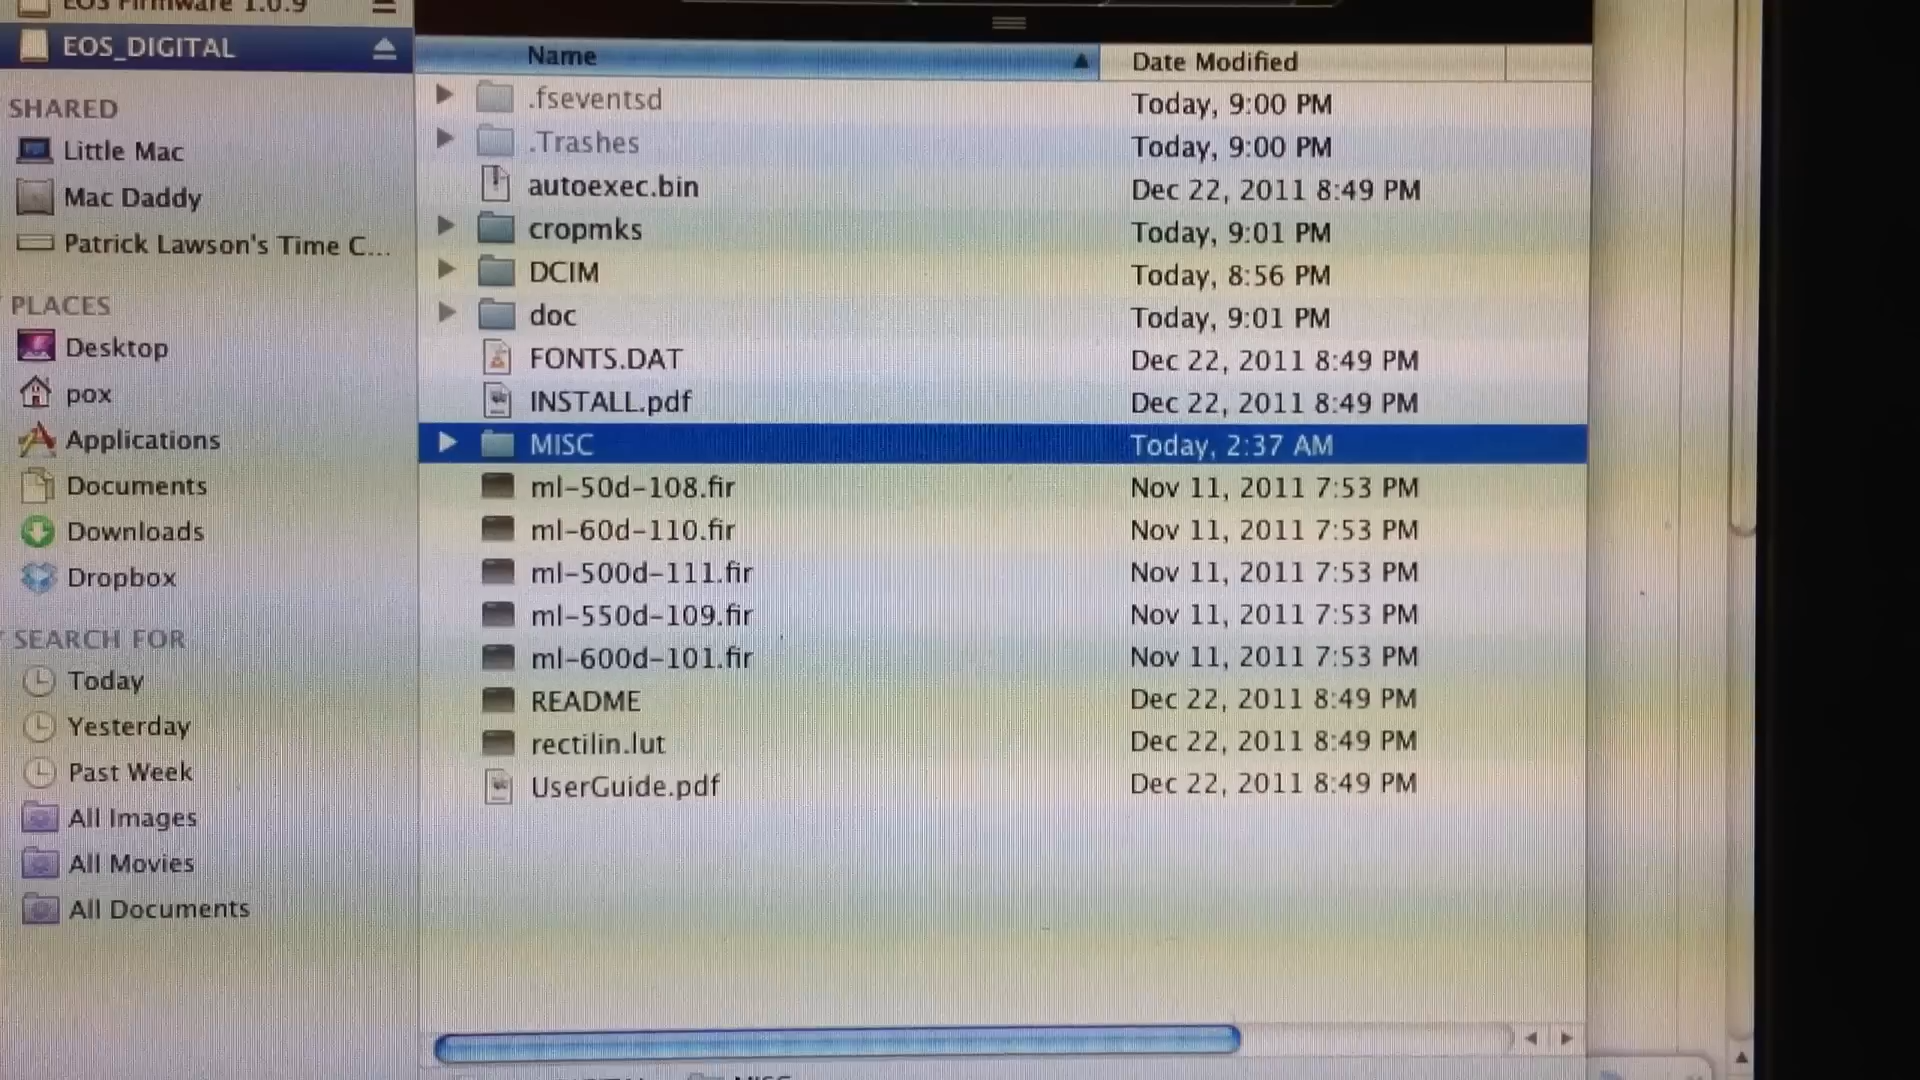 EOS Firmware 1.0.9
EOS_DIGITAL
SHARED
Little Mac
Mac Daddy
Patrick Lawson's Time C...
PLACES
Desktop
pox
Applications
Documents
Downloads
Dropbox
SEARCH FOR
Today
Yesterday
Past Week
All Images
All Movies
All Documents
Name Date Modified
.fseventsd Today, 9:00 PM
.Trashes Today, 9:00 PM
autoexec.bin Dec 22, 2011 8:49 PM
cropmks Today, 9:01 PM
DCIM Today, 8:56 PM
doc Today, 9:01 PM
FONTS.DAT Dec 22, 2011 8:49 PM
INSTALL.pdf Dec 22, 2011 8:49 PM
MISC Today, 2:37 AM
ml-50d-108.fir Nov 11, 2011 7:53 PM
ml-60d-110.fir Nov 11, 2011 7:53 PM
ml-500d-111.fir Nov 11, 2011 7:53 PM
ml-550d-109.fir Nov 11, 2011 7:53 PM
ml-600d-101.fir Nov 11, 2011 7:53 PM
README Dec 22, 2011 8:49 PM
rectilin.lut Dec 22, 2011 8:49 PM
UserGuide.pdf Dec 22, 2011 8:49 PM